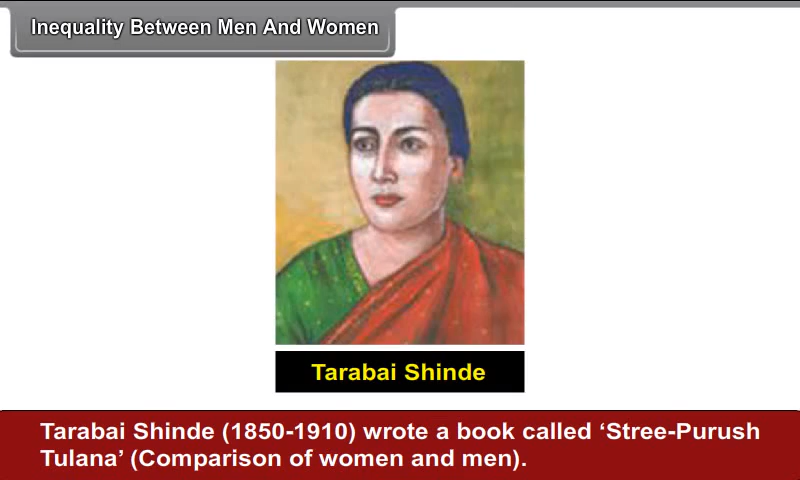 Inequality Between Men And Women
Tarabai Shinde
Tarabai Shinde (1850-1910) wrote a book called ‘Stree-Purush
Tulana’ (Comparison of women and men).